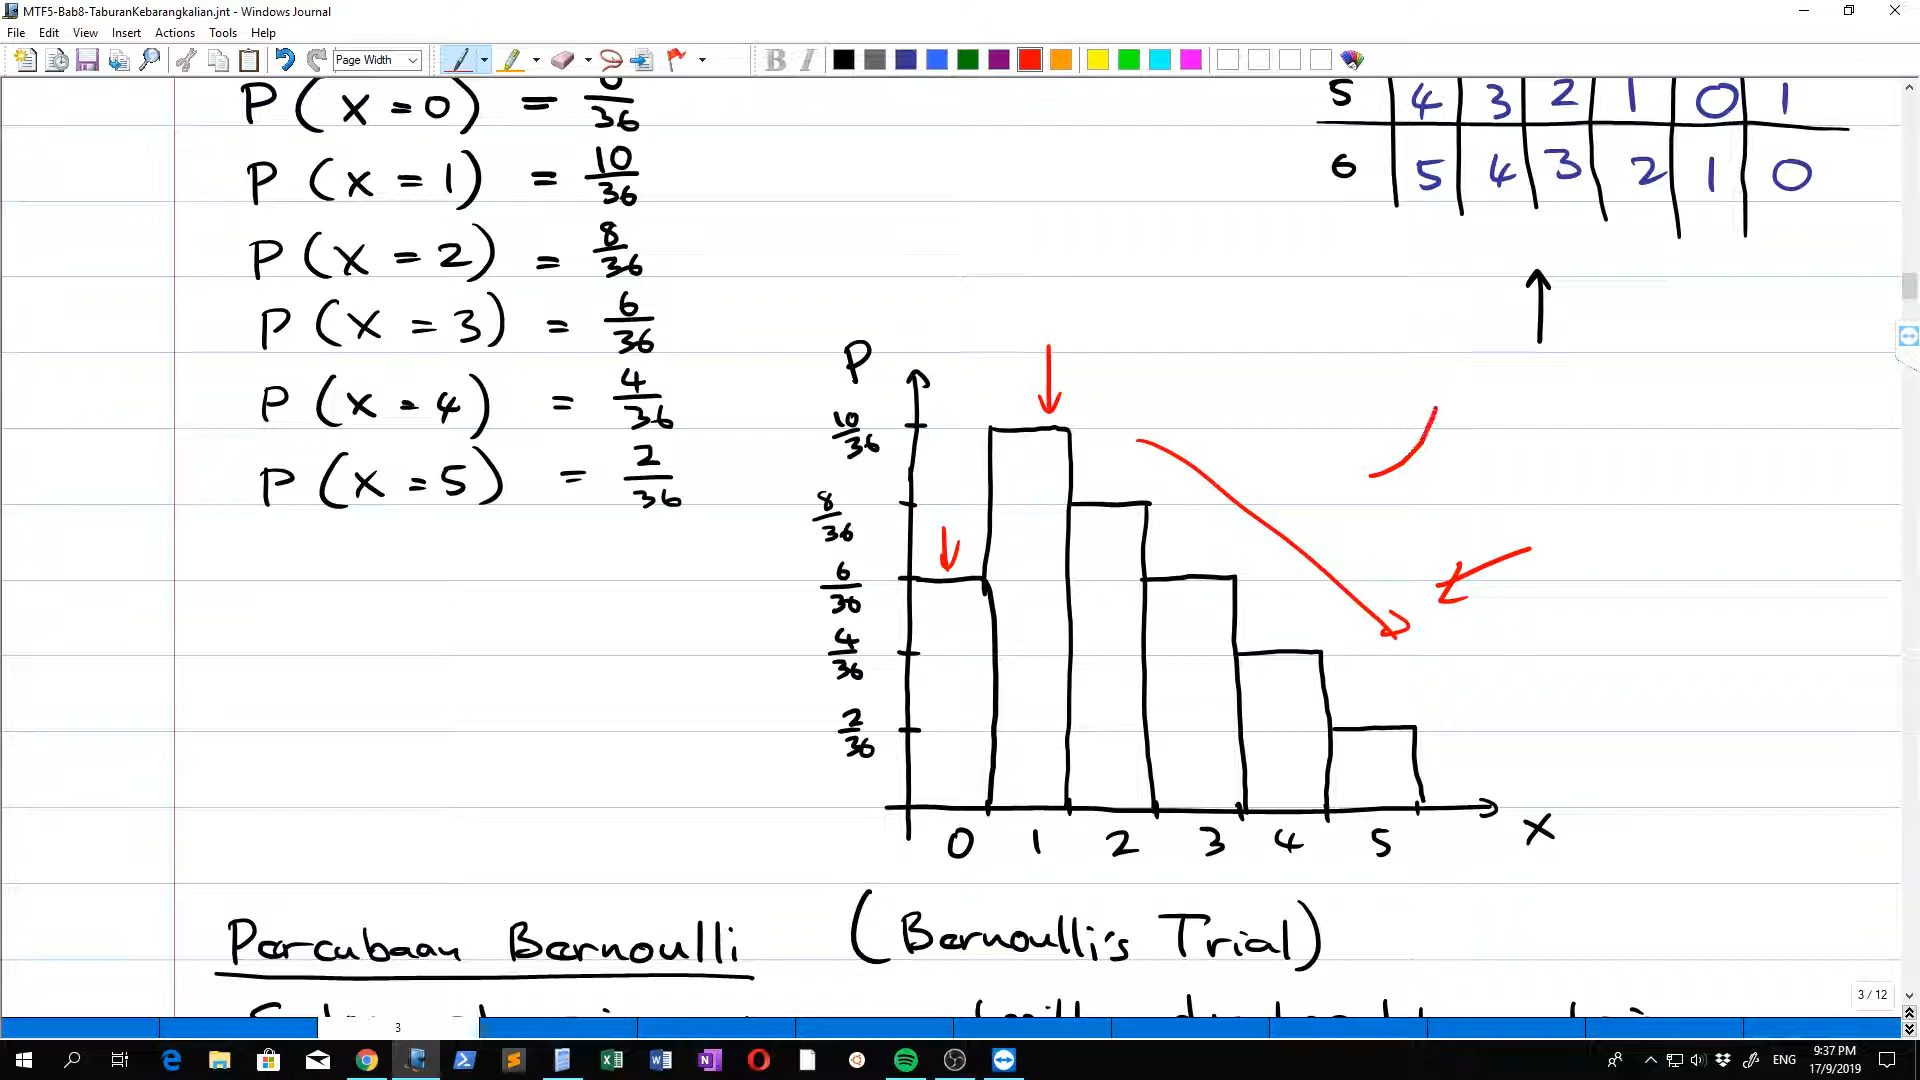 MTF5-Bab8-TaburanKebarangkalian.jnt - Windows Journal
File Edit View Insert Actions Tools Help
Page Width
B I
P(X=0) = 6/36
P(X=1) = 10/36
P(X=2) = 8/36
P(X=3) = 6/36
P(X=4) = 4/36
P(X=5) = 2/36
5 4 3 2 1 0 1
6 5 4 3 2 1 0
P
10/36
8/36
6/36
4/36
2/36
0 1 2 3 4 5 X
Percubaan Bernoulli (Bernoulli's Trial)
3 / 12
3
ENG
9:37 PM
17/9/2019